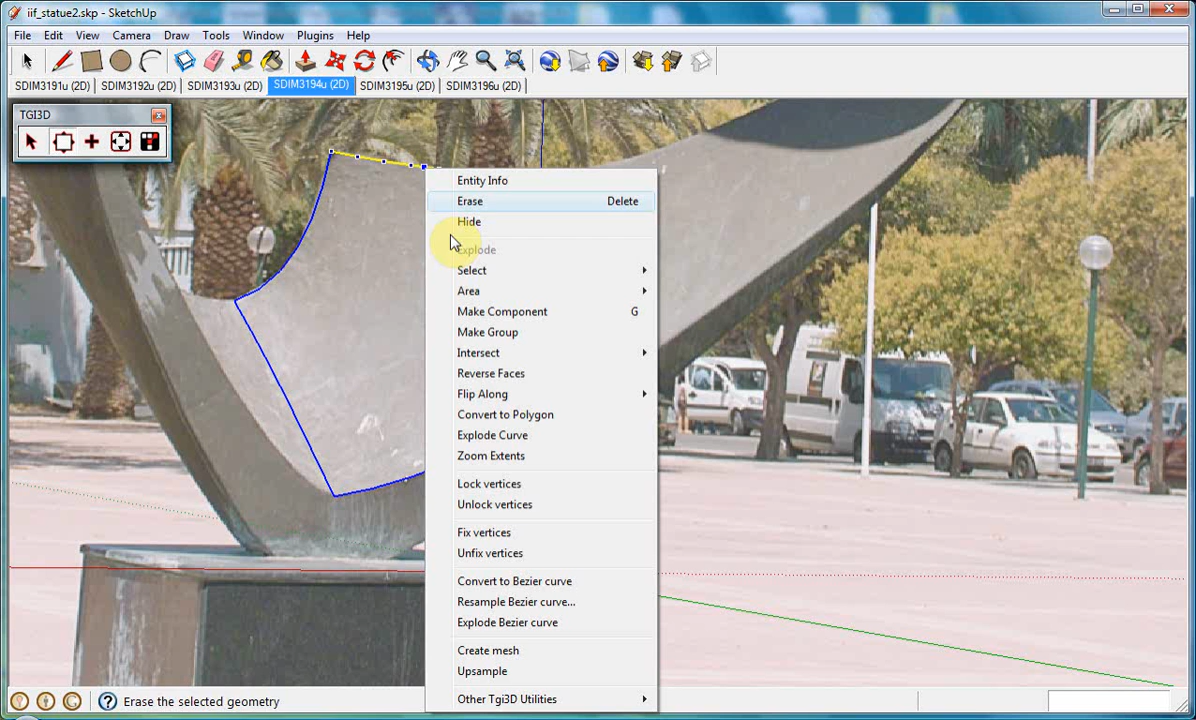 iif_statue2.skp - SketchUp
File Edit View Camera Draw Tools Window Plugins Help
SDIM3191u (2D) SDIM3192u (2D) SDIM3193u (2D) SDIM3194u (2D) SDIM3195u (2D) SDIM3196u (2D)
TGI3D
Entity Info
Erase Delete
Hide
Explode
Select
Area
Make Component G
Make Group
Intersect
Reverse Faces
Flip Along
Convert to Polygon
Explode Curve
Zoom Extents
Lock vertices
Unlock vertices
Fix vertices
Unfix vertices
Convert to Bezier curve
Resample Bezier curve...
Explode Bezier curve
Create mesh
Upsample
Other Tgi3D Utilities
Erase the selected geometry